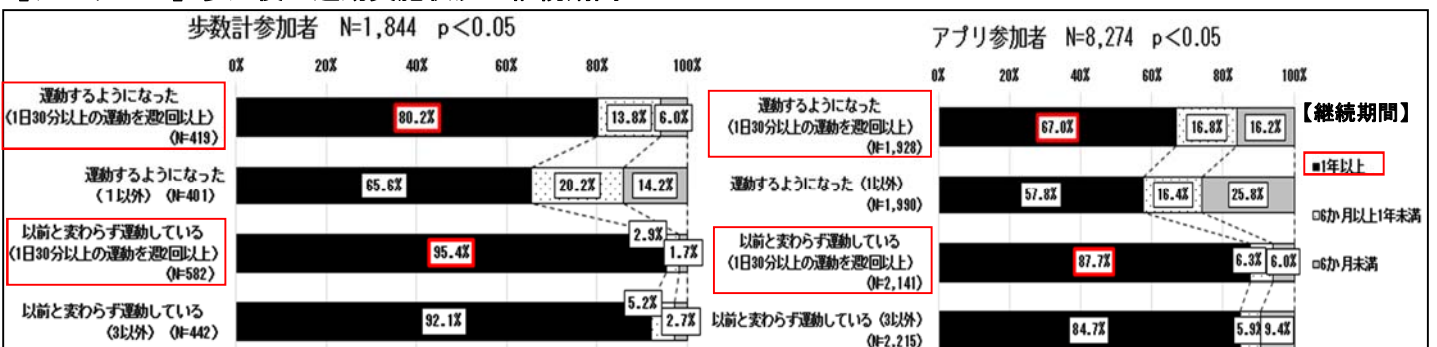 歩数計参加者 N=1,844 p<0.05
0% 20% 40% 60% 80% 100%
運動するようになった
(1日30分以上の運動を週2回以上)
(N=419)
80.2% 13.8% 6.0%
運動するようになった
(1以外) (N=401)
65.6% 20.2% 14.2%
以前と変わらず運動している
(1日30分以上の運動を週2回以上)
(N=582)
95.4% 2.9% 1.7%
以前と変わらず運動している
(3以外) (N=442)
92.1% 5.2% 2.7%
アプリ参加者 N=8,274 p<0.05
0% 20% 40% 60% 80% 100%
運動するようになった
(1日30分以上の運動を週2回以上)
(N=1,928)
67.0% 16.8% 16.2%
運動するようになった (1以外)
(N=1,990)
57.8% 16.4% 25.8%
以前と変わらず運動している
(1日30分以上の運動を週2回以上)
(N=2,141)
87.7% 6.3% 6.0%
以前と変わらず運動している (3以外)
(N=2,215)
84.7% 5.9% 9.4%
【継続期間】
■1年以上
□6か月以上1年未満
□6か月未満